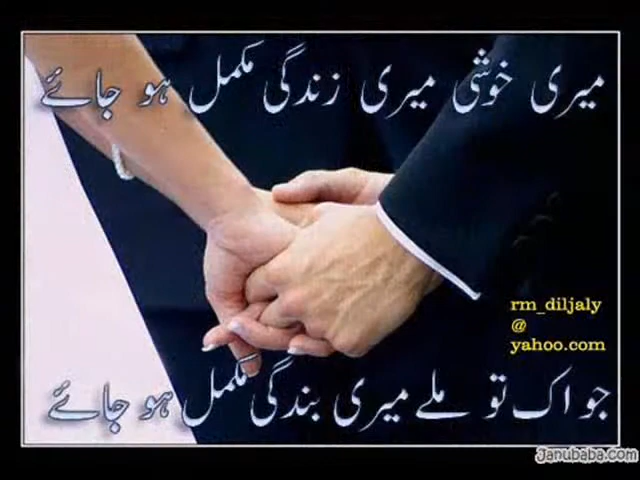 میری خوشی میری زندگی مکمل ہو جائے
rm_diljaly
@
yahoo.com
جو اک تو ملے میری بندگی مکمل ہو جائے
Janubaba.com